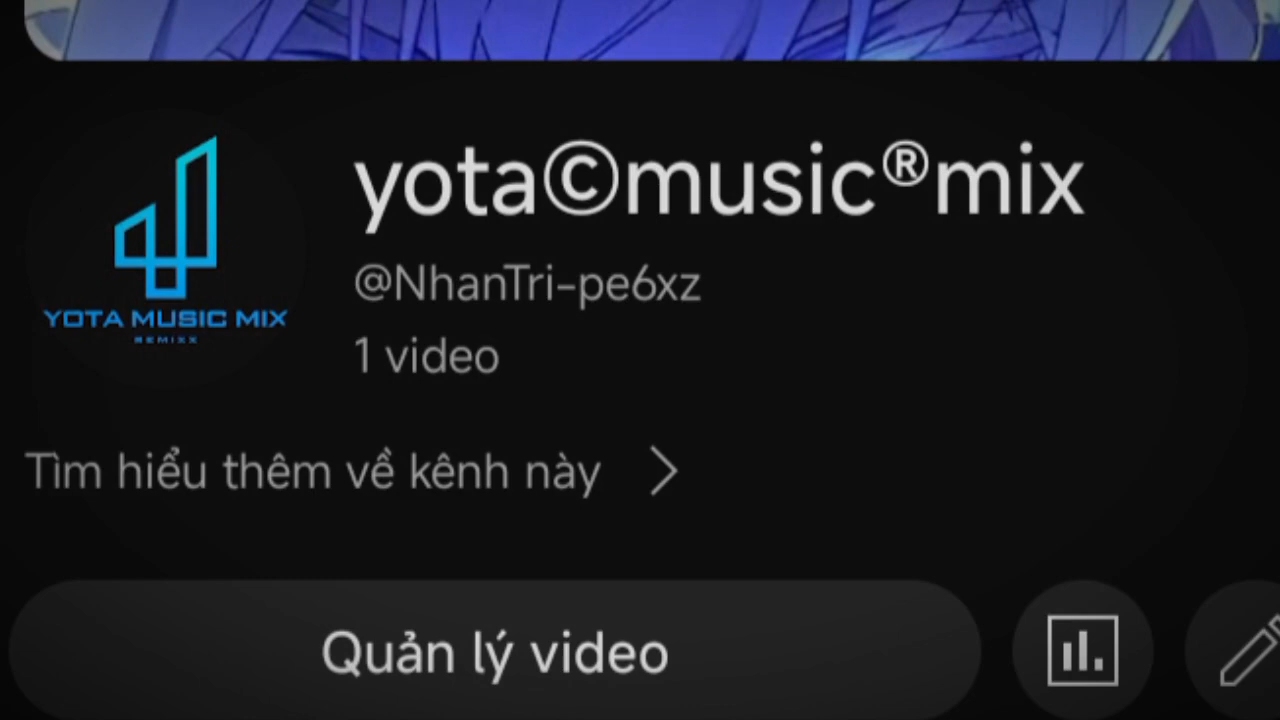 yota©music®mix
@NhanTri-pe6xz
1 video
YOTA MUSIC MIX
REMIXX
Tìm hiểu thêm về kênh này
Quản lý video